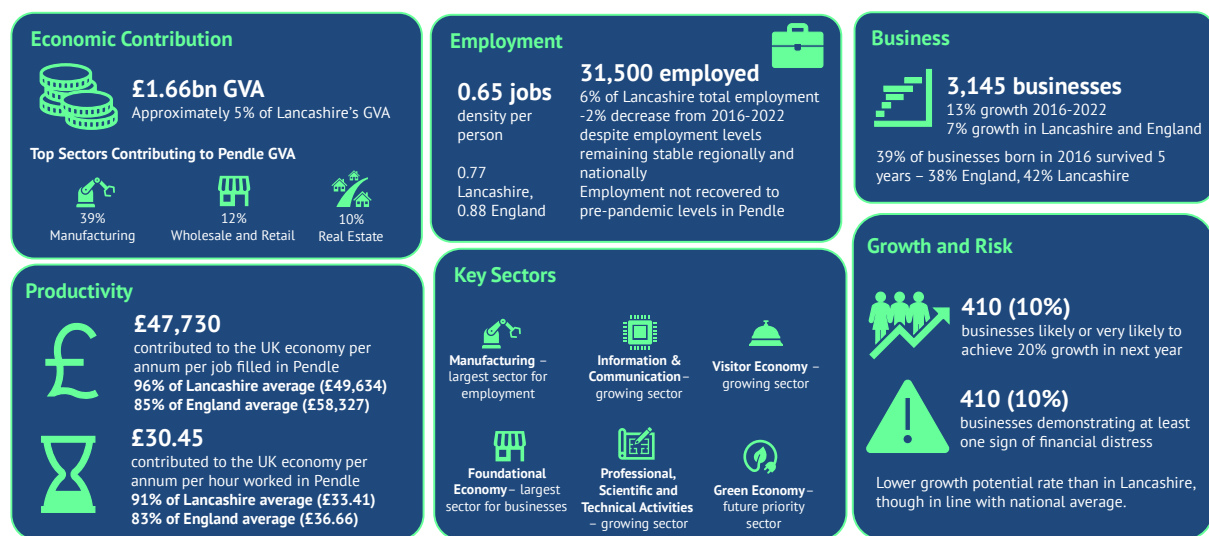 Economic Contribution
£1.66bn GVA
Approximately 5% of Lancashire's GVA
Top Sectors Contributing to Pendle GVA
39%
Manufacturing
12%
Wholesale and Retail
10%
Real Estate
Employment
0.65 jobs
density per
person
0.77
Lancashire,
0.88 England
31,500 employed
6% of Lancashire total employment
-2% decrease from 2016-2022
despite employment levels
remaining stable regionally and
nationally
Employment not recovered to
pre-pandemic levels in Pendle
Business
3,145 businesses
13% growth 2016-2022
7% growth in Lancashire and England
39% of businesses born in 2016 survived 5
years – 38% England, 42% Lancashire
Productivity
£47,730
contributed to the UK economy per
annum per job filled in Pendle
96% of Lancashire average (£49,634)
85% of England average (£58,327)
£30.45
contributed to the UK economy per
annum per hour worked in Pendle
91% of Lancashire average (£33.41)
83% of England average (£36.66)
Key Sectors
Manufacturing –
largest sector for
employment
Information &
Communication–
growing sector
Visitor Economy –
growing sector
Foundational
Economy– largest
sector for businesses
Professional,
Scientific and
Technical Activities
– growing sector
Green Economy–
future priority
sector
Growth and Risk
410 (10%)
businesses likely or very likely to
achieve 20% growth in next year
410 (10%)
businesses demonstrating at least
one sign of financial distress
Lower growth potential rate than in Lancashire,
though in line with national average.